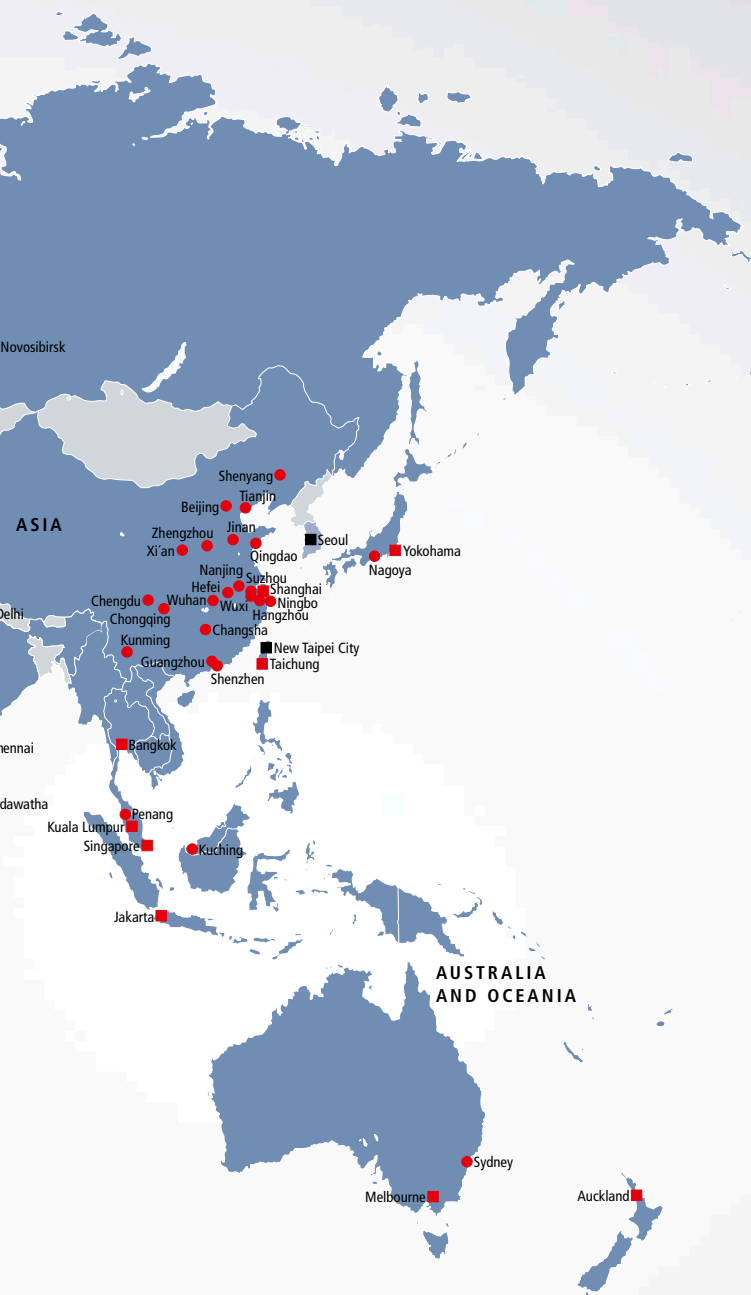 Novosibirsk
Shenyang
Tianjin
Beijing
ASIA
Jinan
Zhengzhou
Seoul
Xi´an
Yokohama
Qingdao
Nagoya
Nanjing
Suzhou
Hefei
Shanghai
Chengdu
Wuhan
Wuxi
Ningbo
Delhi
Hangzhou
Chongqing
Changsha
Kunming
New Taipei City
Guangzhou
Taichung
Shenzhen
Bangkok
ennai
dawatha
Penang
Kuala Lumpur
Singapore
Kuching
Jakarta
AUSTRALIA
AND OCEANIA
Sydney
Melbourne
Auckland